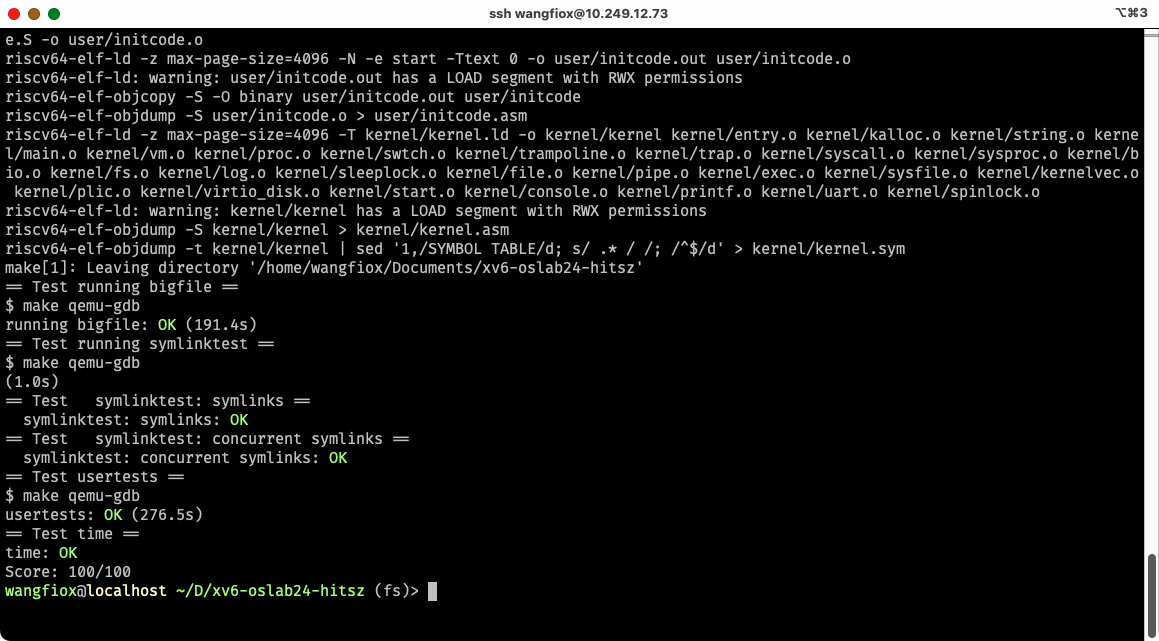 ssh wangfiox@10.249.12.73
⌥⌘3
e.S -o user/initcode.o
riscv64-elf-ld -z max-page-size=4096 -N -e start -Ttext 0 -o user/initcode.out user/initcode.o
riscv64-elf-ld: warning: user/initcode.out has a LOAD segment with RWX permissions
riscv64-elf-objcopy -S -O binary user/initcode.out user/initcode
riscv64-elf-objdump -S user/initcode.o > user/initcode.asm
riscv64-elf-ld -z max-page-size=4096 -T kernel/kernel.ld -o kernel/kernel kernel/entry.o kernel/kalloc.o kernel/string.o kerne
l/main.o kernel/vm.o kernel/proc.o kernel/swtch.o kernel/trampoline.o kernel/trap.o kernel/syscall.o kernel/sysproc.o kernel/b
io.o kernel/fs.o kernel/log.o kernel/sleeplock.o kernel/file.o kernel/pipe.o kernel/exec.o kernel/sysfile.o kernel/kernelvec.o
 kernel/plic.o kernel/virtio_disk.o kernel/start.o kernel/console.o kernel/printf.o kernel/uart.o kernel/spinlock.o
riscv64-elf-ld: warning: kernel/kernel has a LOAD segment with RWX permissions
riscv64-elf-objdump -S kernel/kernel > kernel/kernel.asm
riscv64-elf-objdump -t kernel/kernel | sed '1,/SYMBOL TABLE/d; s/ .* / /; /^$/d' > kernel/kernel.sym
make[1]: Leaving directory '/home/wangfiox/Documents/xv6-oslab24-hitsz'
== Test running bigfile ==
$ make qemu-gdb
running bigfile: OK (191.4s)
== Test running symlinktest ==
$ make qemu-gdb
(1.0s)
== Test   symlinktest: symlinks ==
  symlinktest: symlinks: OK
== Test   symlinktest: concurrent symlinks ==
  symlinktest: concurrent symlinks: OK
== Test usertests ==
$ make qemu-gdb
usertests: OK (276.5s)
== Test time ==
time: OK
Score: 100/100
wangfiox@localhost ~/D/xv6-oslab24-hitsz (fs)>